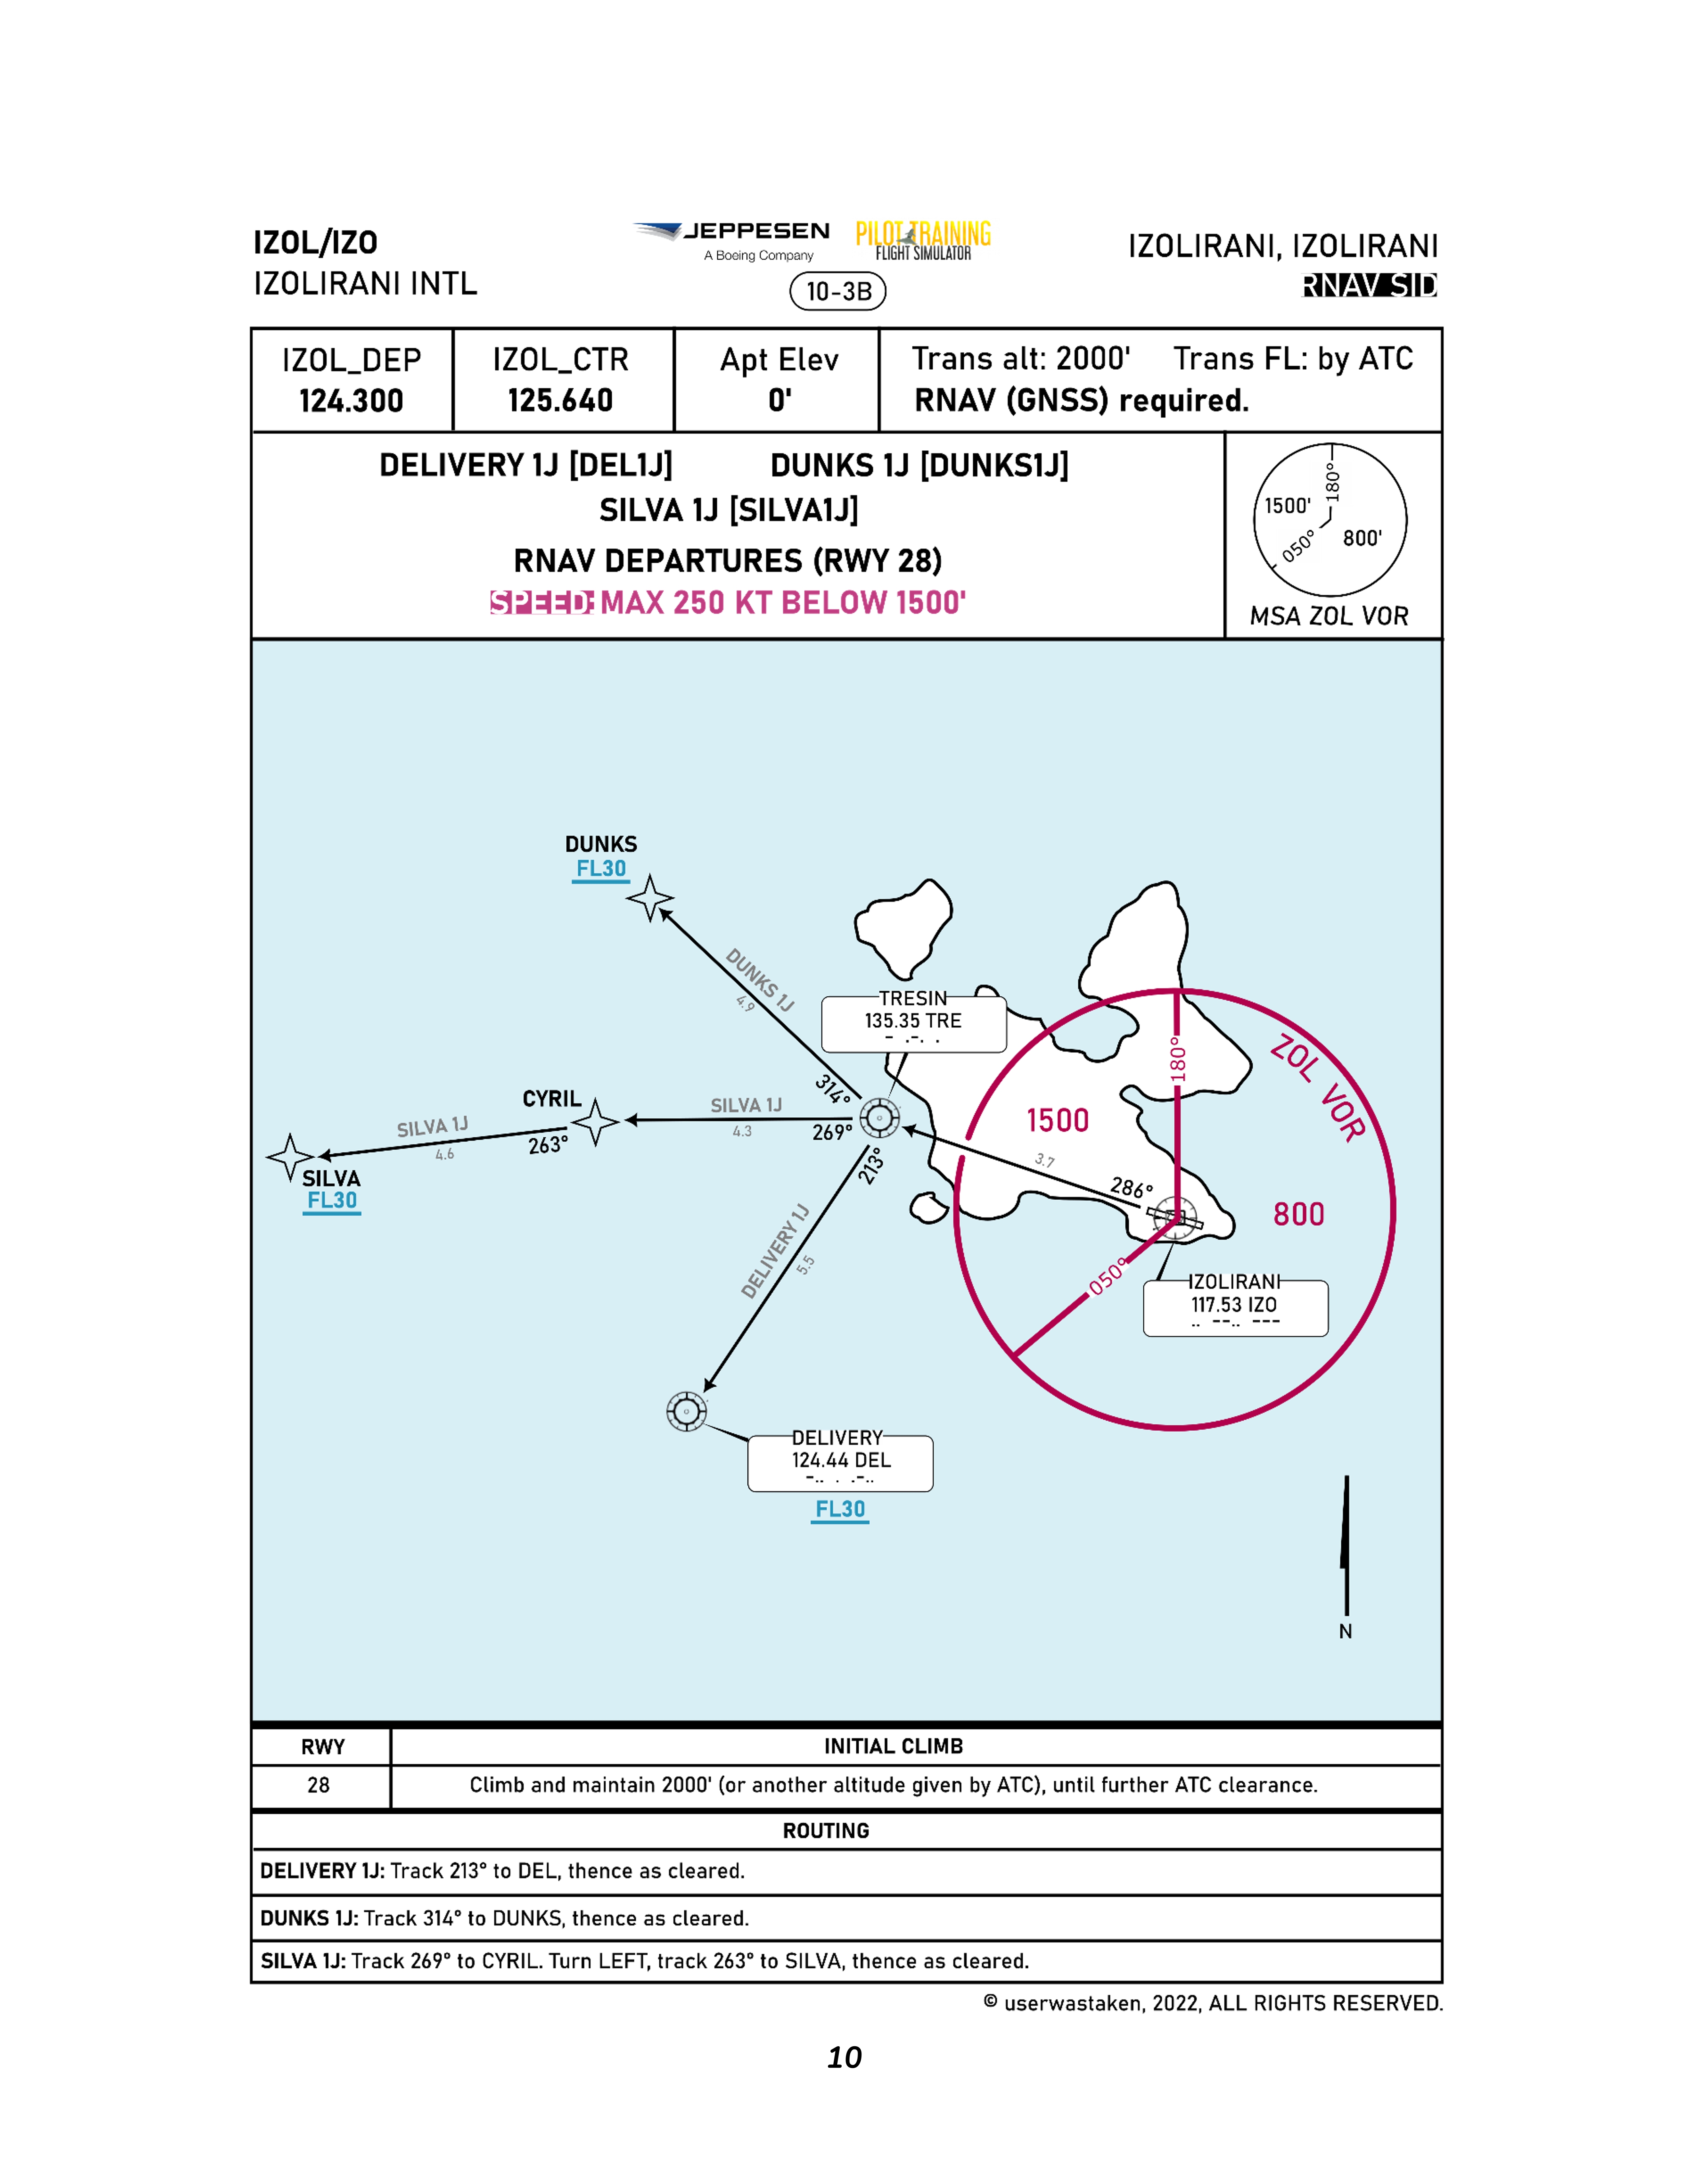 IZOL/IZO
IZOLIRANI INTL
JEPPESEN
A Boeing Company
PILOT TRAINING
FLIGHT SIMULATOR
10-3B
IZOLIRANI, IZOLIRANI
RNAV SID
IZOL_DEP
124.300
IZOL_CTR
125.640
Apt Elev
0'
Trans alt: 2000' Trans FL: by ATC
RNAV (GNSS) required.
DELIVERY 1J [DEL1J] DUNKS 1J [DUNKS1J]
SILVA 1J [SILVA1J]
RNAV DEPARTURES (RWY 28)
SPEED: MAX 250 KT BELOW 1500'
180°
1500'
050°
800'
MSA ZOL VOR
DUNKS
FL30
DUNKS 1J
4.9
TRESIN
135.35 TRE
- .-. .
314°
CYRIL
SILVA 1J
4.3
269°
SILVA 1J
4.6
263°
SILVA
FL30
213°
DELIVERY 1J
5.5
3.7
286°
180°
ZOL VOR
1500
800
050°
IZOLIRANI
117.53 IZO
.. --.. ---
DELIVERY
124.44 DEL
-.. . .-..
FL30
N
RWY INITIAL CLIMB
28 Climb and maintain 2000' (or another altitude given by ATC), until further ATC clearance.
ROUTING
DELIVERY 1J: Track 213° to DEL, thence as cleared.
DUNKS 1J: Track 314° to DUNKS, thence as cleared.
SILVA 1J: Track 269° to CYRIL. Turn LEFT, track 263° to SILVA, thence as cleared.
© userwastaken, 2022, ALL RIGHTS RESERVED.
10